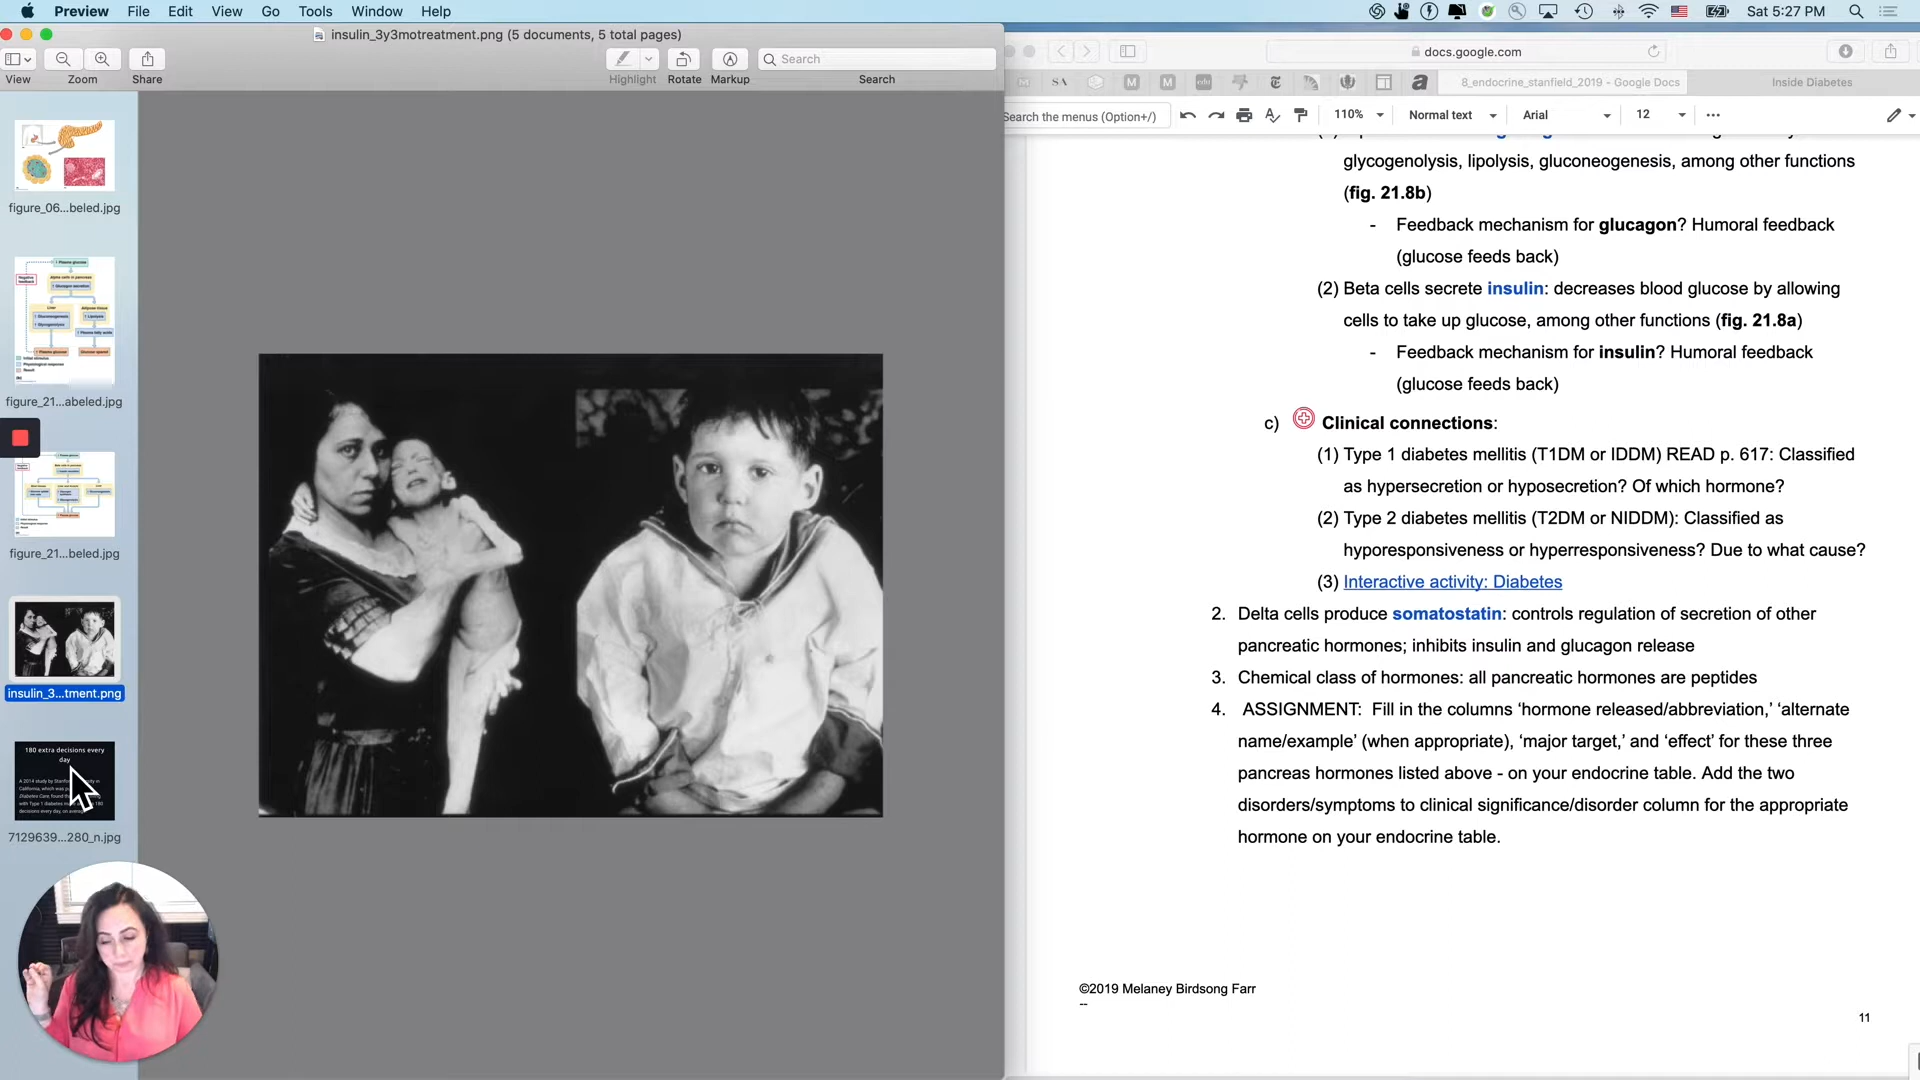 Preview File Edit View Go Tools Window Help
Sat 5:27 PM
insulin_3y3motreatment.png (5 documents, 5 total pages)
Search
View Zoom Share Highlight Rotate Markup Search
docs.google.com
SA
8_endocrine_stanfield_2019 - Google Docs
Inside Diabetes
Search the menus (Option+/)
110%
Normal text
Arial
12
figure_06...beled.jpg
figure_21...abeled.jpg
figure_21...beled.jpg
insulin_3...tment.png
180 extra decisions every
day
7129639...280_n.jpg
glycogenolysis, lipolysis, gluconeogenesis, among other functions
(fig. 21.8b)
- Feedback mechanism for glucagon? Humoral feedback
(glucose feeds back)
(2) Beta cells secrete insulin: decreases blood glucose by allowing
cells to take up glucose, among other functions (fig. 21.8a)
- Feedback mechanism for insulin? Humoral feedback
(glucose feeds back)
c) Clinical connections:
(1) Type 1 diabetes mellitis (T1DM or IDDM) READ p. 617: Classified
as hypersecretion or hyposecretion? Of which hormone?
(2) Type 2 diabetes mellitis (T2DM or NIDDM): Classified as
hyporesponsiveness or hyperresponsiveness? Due to what cause?
(3) Interactive activity: Diabetes
2. Delta cells produce somatostatin: controls regulation of secretion of other
pancreatic hormones; inhibits insulin and glucagon release
3. Chemical class of hormones: all pancreatic hormones are peptides
4. ASSIGNMENT: Fill in the columns ‘hormone released/abbreviation,’ ‘alternate
name/example’ (when appropriate), ‘major target,’ and ‘effect’ for these three
pancreas hormones listed above - on your endocrine table. Add the two
disorders/symptoms to clinical significance/disorder column for the appropriate
hormone on your endocrine table.
©2019 Melaney Birdsong Farr
--
11